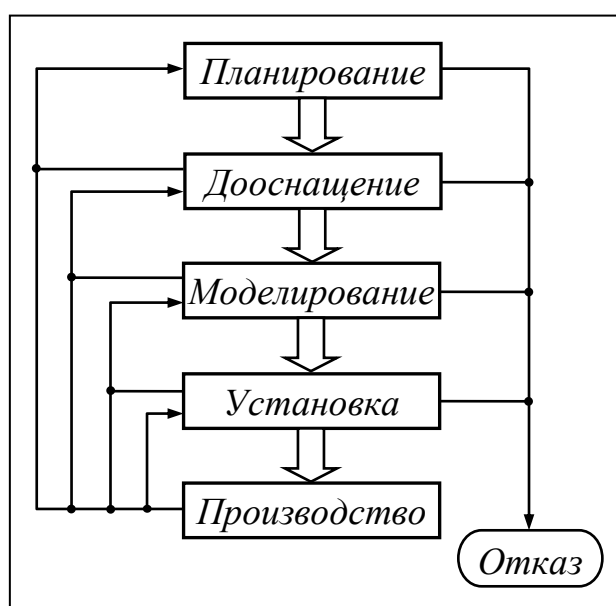 Планирование
Дооснащение
Моделирование
Установка
Производство
Отказ